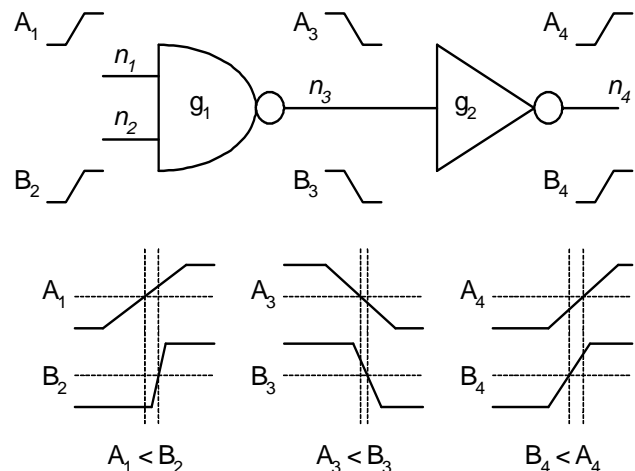 A₁ A₃ A₄
n₁ g₁ n₃ g₂ n₄
n₂
B₂ B₃ B₄
A₁ A₃ A₄
B₂ B₃ B₄
A₁ < B₂ A₃ < B₃ B₄ < A₄